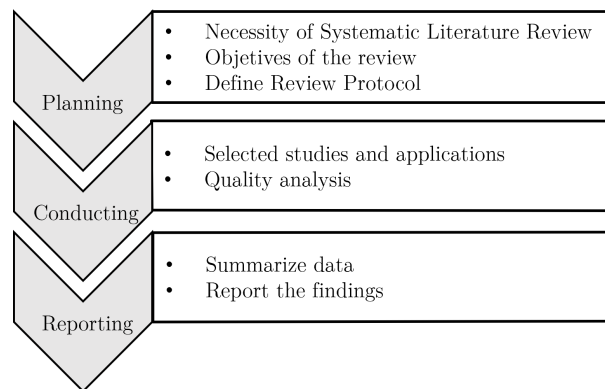 Planning
• Necessity of Systematic Literature Review
• Objetives of the review
• Define Review Protocol
Conducting
• Selected studies and applications
• Quality analysis
Reporting
• Summarize data
• Report the findings